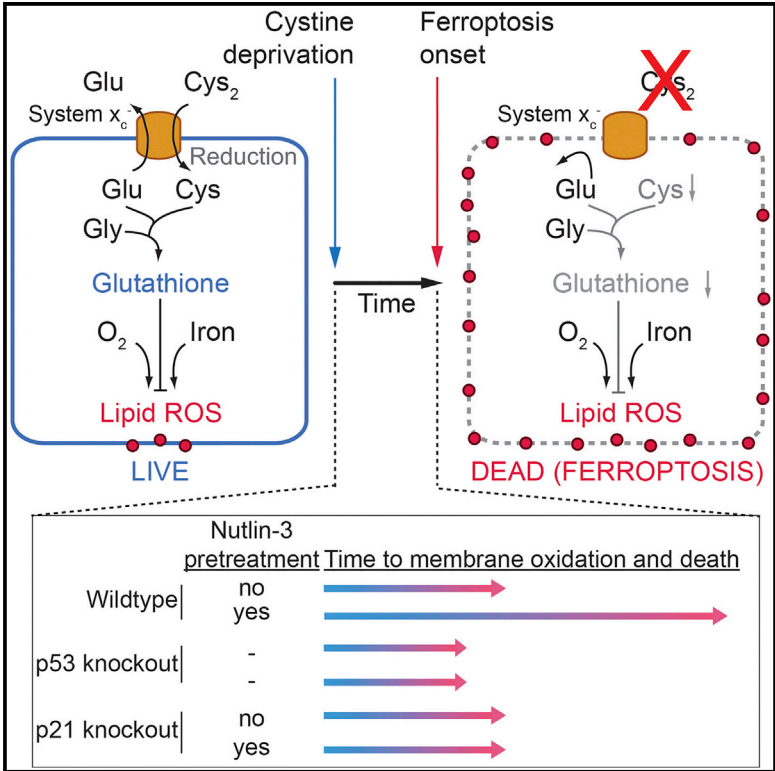 Cystine deprivation
Ferroptosis onset
Glu
Cys2
System xc-
Reduction
Glu
Cys
Gly
Glutathione
O2
Iron
Lipid ROS
LIVE
Time
Cys2
System xc-
Glu
Cys
Gly
Glutathione
O2
Iron
Lipid ROS
DEAD (FERROPTOSIS)
Nutlin-3
pretreatment Time to membrane oxidation and death
Wildtype
no
yes
p53 knockout
-
-
p21 knockout
no
yes